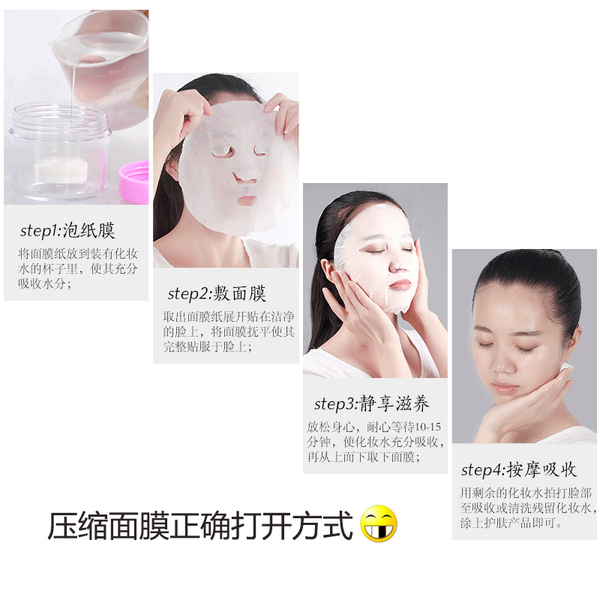 step1:泡纸膜
将面膜纸放到装有化妆
水的杯子里，使其充分
吸收水分；
step2:敷面膜
取出面膜纸展开贴在洁净
的脸上，将面膜抚平使其
完整贴服于脸上；
step3:静享滋养
放松身心，耐心等待10-15
分钟，使化妆水充分吸收，
再从上而下取下面膜；
step4:按摩吸收
用剩余的化妆水拍打脸部
至吸收或清洗残留化妆水，
涂上护肤产品即可。
压缩面膜正确打开方式